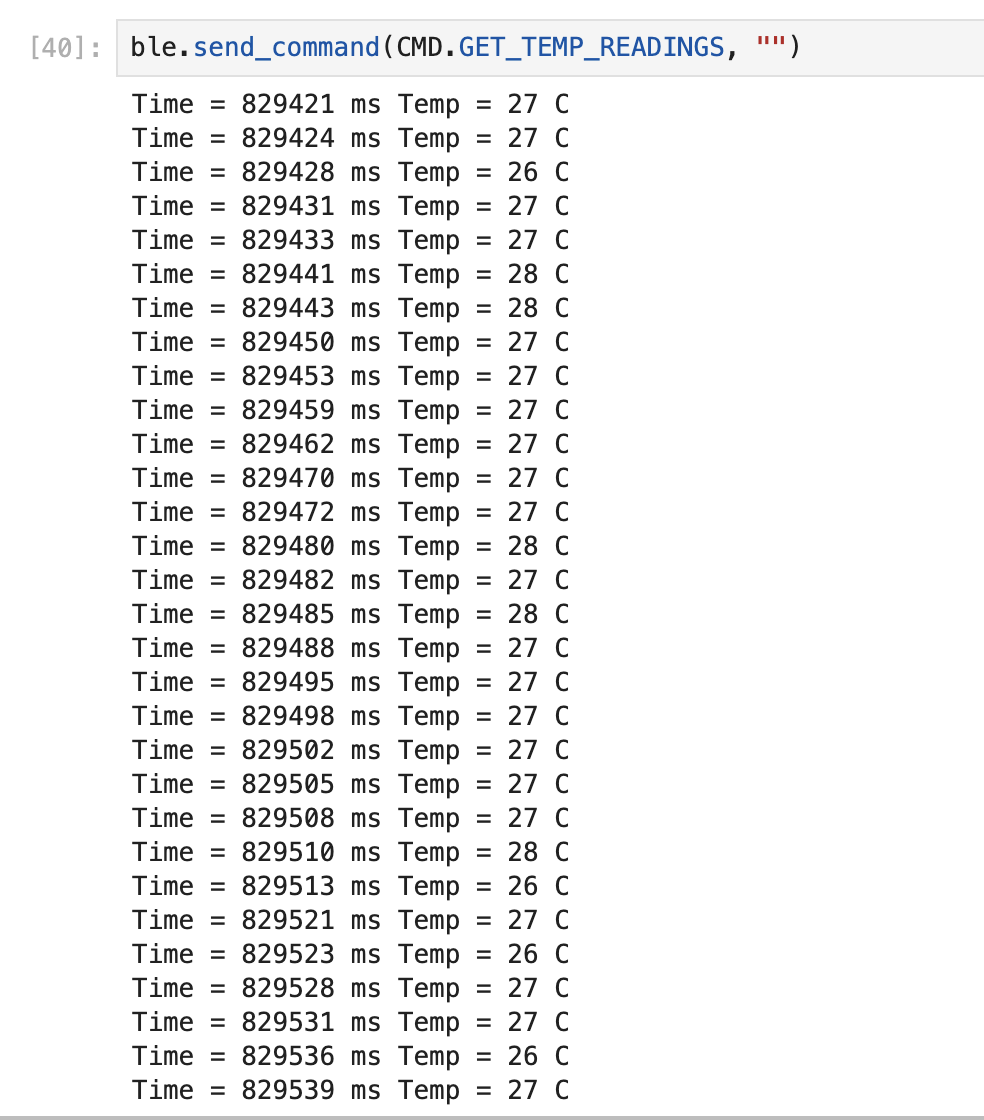 [40]: ble.send_command(CMD.GET_TEMP_READINGS, "")
Time = 829421 ms Temp = 27 C
Time = 829424 ms Temp = 27 C
Time = 829428 ms Temp = 26 C
Time = 829431 ms Temp = 27 C
Time = 829433 ms Temp = 27 C
Time = 829441 ms Temp = 28 C
Time = 829443 ms Temp = 28 C
Time = 829450 ms Temp = 27 C
Time = 829453 ms Temp = 27 C
Time = 829459 ms Temp = 27 C
Time = 829462 ms Temp = 27 C
Time = 829470 ms Temp = 27 C
Time = 829472 ms Temp = 27 C
Time = 829480 ms Temp = 28 C
Time = 829482 ms Temp = 27 C
Time = 829485 ms Temp = 28 C
Time = 829488 ms Temp = 27 C
Time = 829495 ms Temp = 27 C
Time = 829498 ms Temp = 27 C
Time = 829502 ms Temp = 27 C
Time = 829505 ms Temp = 27 C
Time = 829508 ms Temp = 27 C
Time = 829510 ms Temp = 28 C
Time = 829513 ms Temp = 26 C
Time = 829521 ms Temp = 27 C
Time = 829523 ms Temp = 26 C
Time = 829528 ms Temp = 27 C
Time = 829531 ms Temp = 27 C
Time = 829536 ms Temp = 26 C
Time = 829539 ms Temp = 27 C